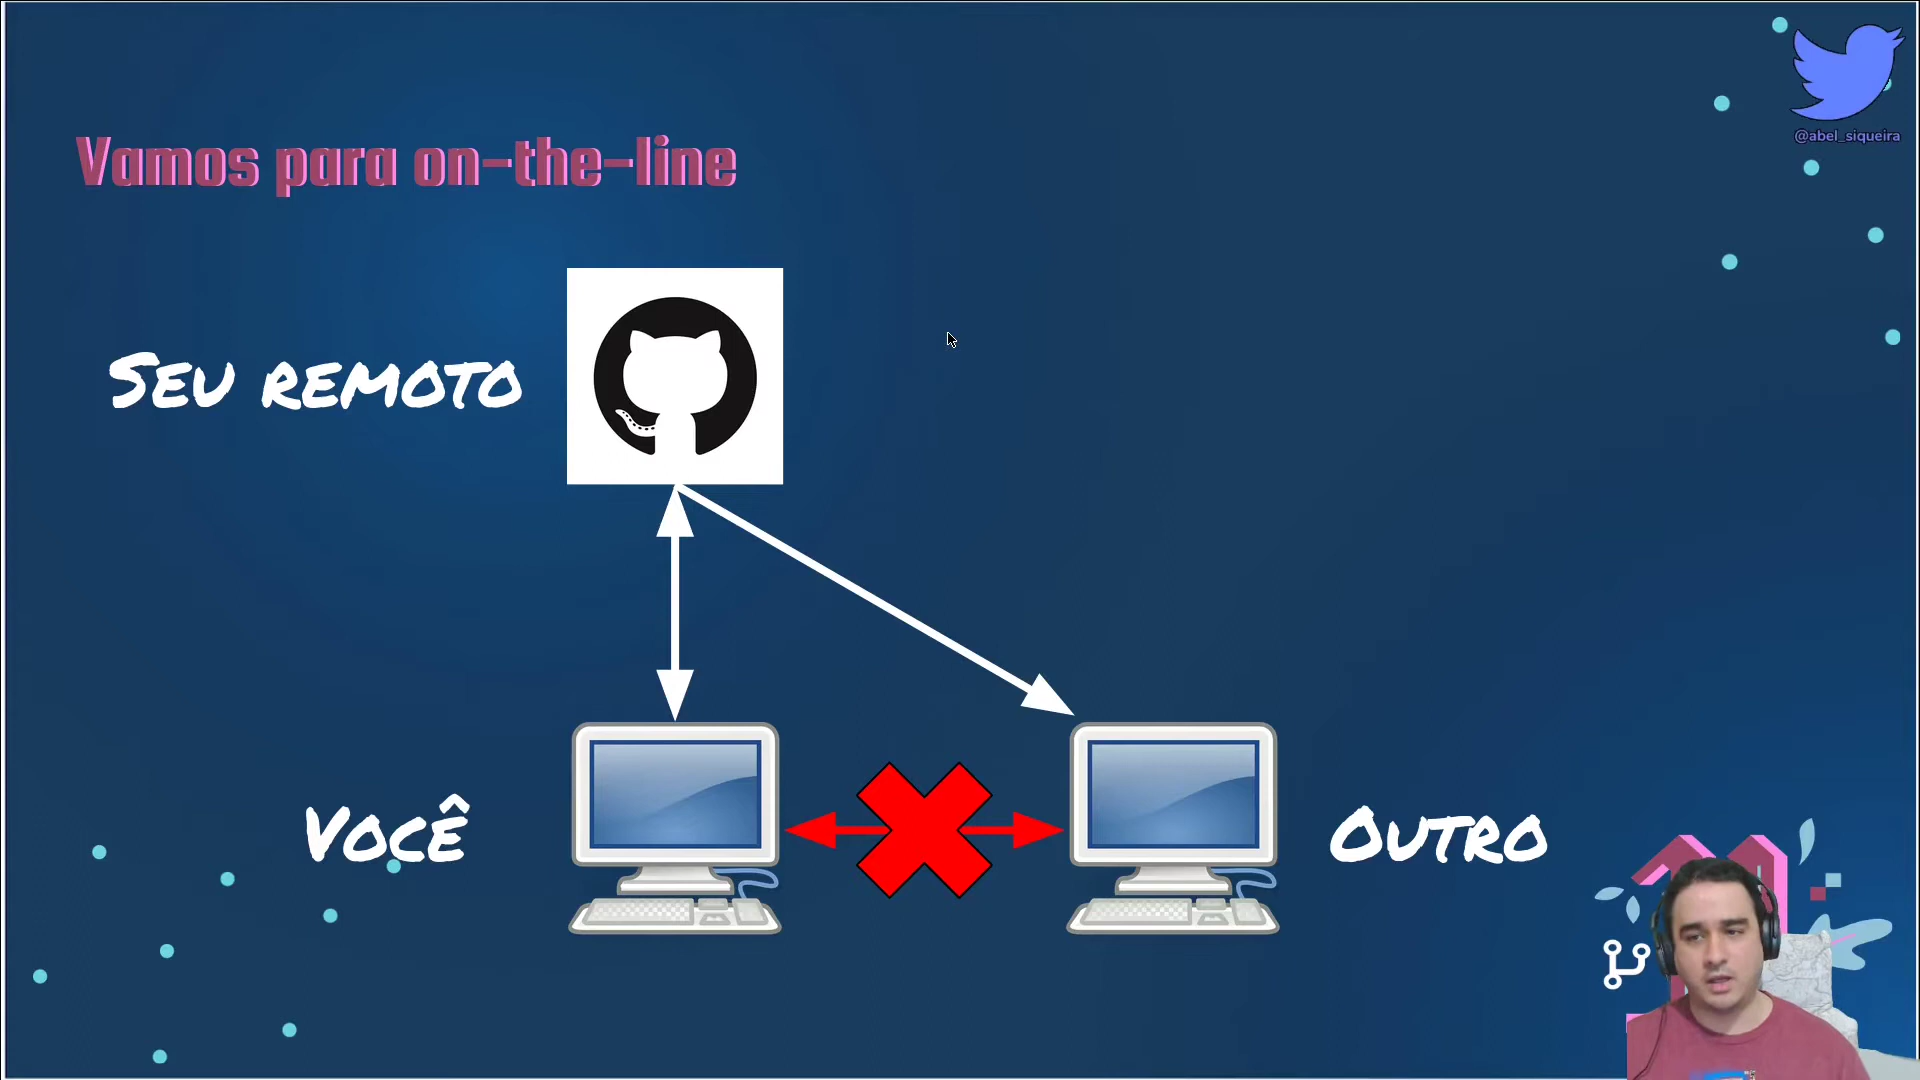 @abel_siqueira
Vamos para on-the-line
Seu remoto
Você
Outro